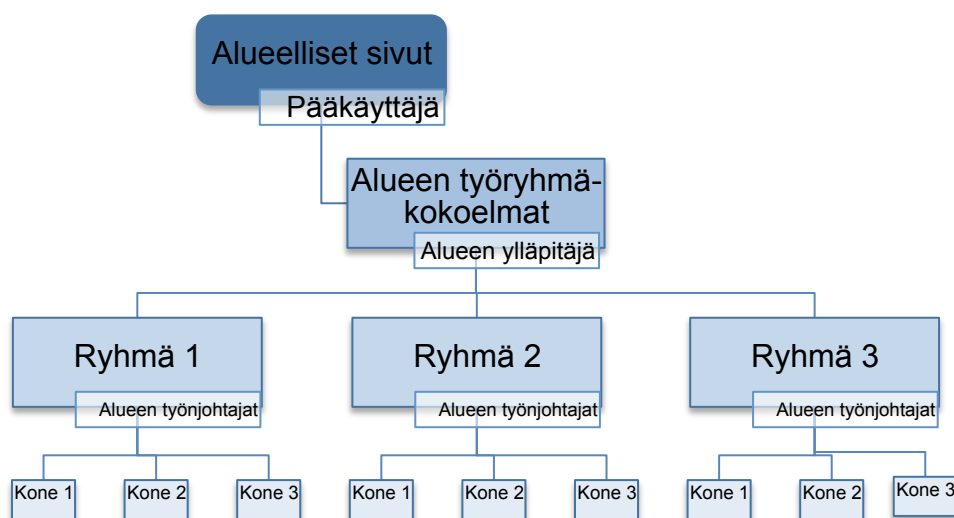 Alueelliset sivut
Pääkäyttäjä
Alueen työryhmä-
kokoelmat
Alueen ylläpitäjä
Ryhmä 1
Ryhmä 2
Ryhmä 3
Alueen työnjohtajat
Alueen työnjohtajat
Alueen työnjohtajat
Kone 1
Kone 2
Kone 3
Kone 1
Kone 2
Kone 3
Kone 1
Kone 2
Kone 3